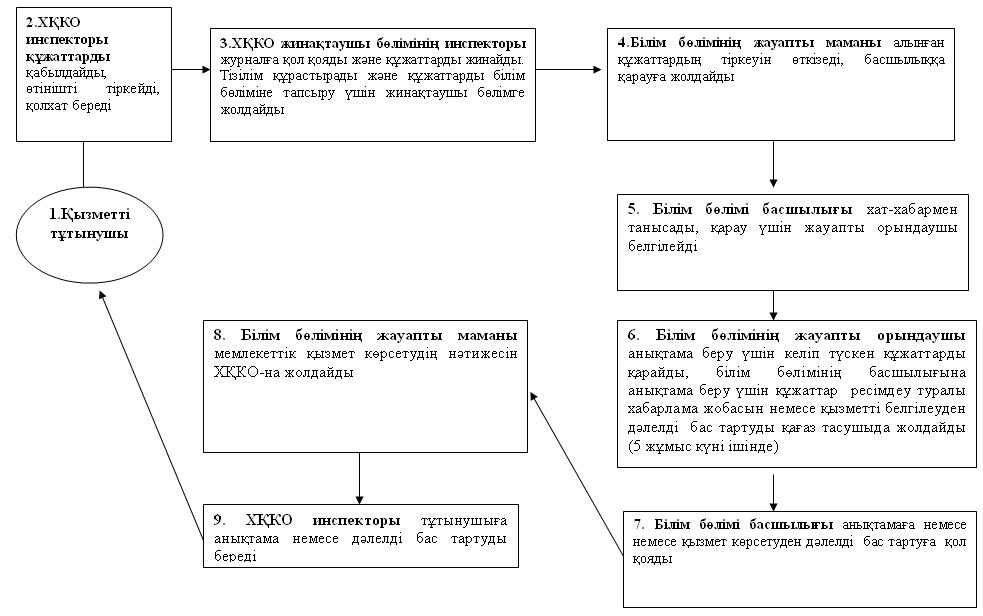 2.ХҚКО
инспекторы
құжаттарды
қабылдайды,
өтінішті тіркейді,
қолхат береді
3.ХҚКО жинақтаушы бөлімінің инспекторы
журналға қол қояды және құжаттарды жинайды.
Тізілім құрастырады және құжаттарды білім
бөліміне тапсыру үшін жинақтаушы бөлімге
жолдайды
4.Білім бөлімінің жауапты маманы алынған
құжаттардың тіркеуін өткізеді, басшылыққа
қарауға жолдайды
1.Қызметті
тұтынушы
5. Білім бөлімі басшылығы хат-хабармен
танысады, қарау үшін жауапты орындаушы
белгілейді
6. Білім бөлімінің жауапты орындаушы
анықтама беру үшін келіп түскен құжаттарды
қарайды, білім бөлімінің басшылығына
анықтама беру үшін құжаттар ресімдеу туралы
хабарлама жобасын немесе қызметті белгілеуден
дәлелді бас тартуды қағаз тасушыда жолдайды
(5 жұмыс күні ішінде)
7. Білім бөлімі басшылығы анықтамаға немесе
немесе қызмет көрсетуден дәлелді бас тартуға қол
қояды
8. Білім бөлімінің жауапты маманы
мемлекеттік қызмет көрсетудің нәтижесін
ХҚКО-на жолдайды
9. ХҚКО инспекторы тұтынушыға
анықтама немесе дәлелді бас тартуды
береді